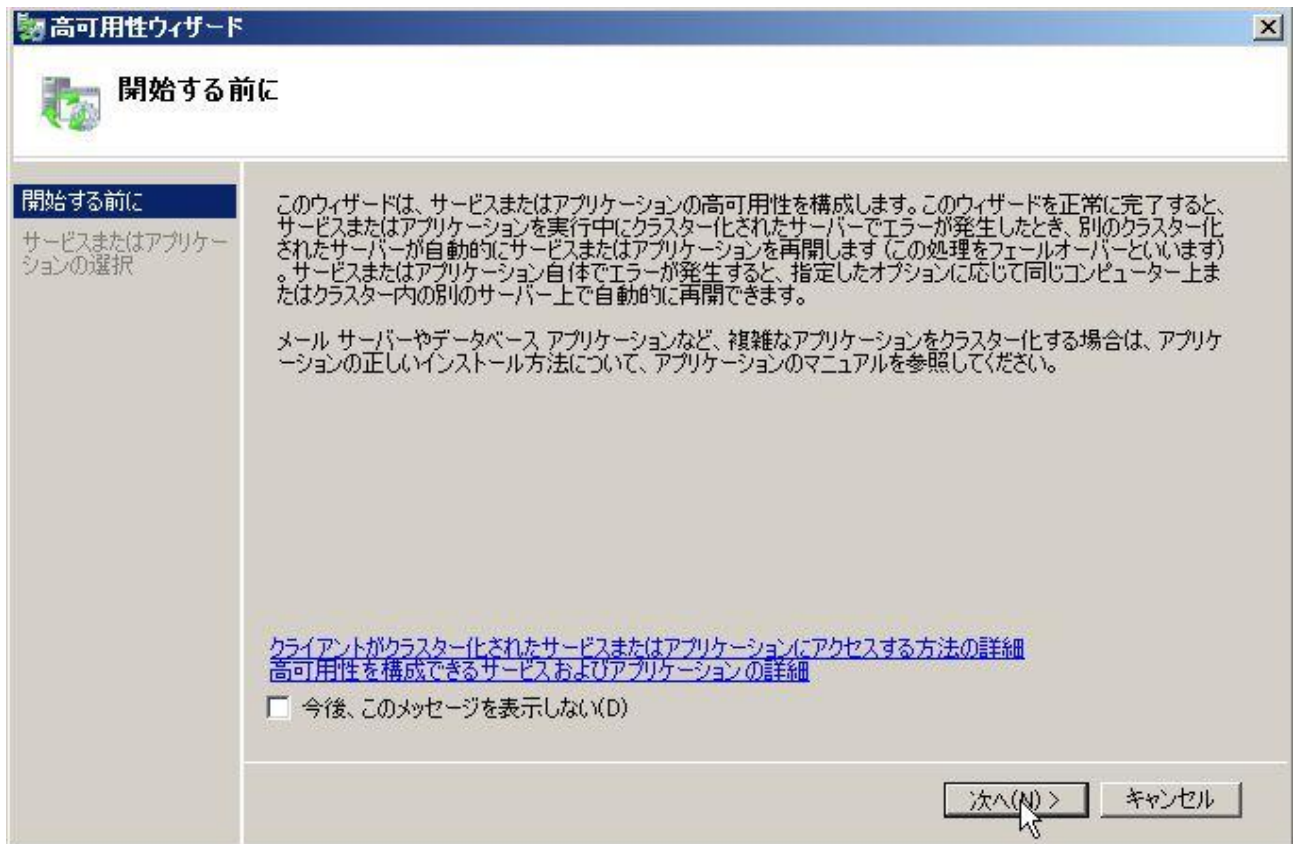 高可用性ウィザード
開始する前に
開始する前に
サービスまたはアプリケー
ションの選択
このウィザードは、サービスまたはアプリケーションの高可用性を構成します。このウィザードを正常に完了すると、
サービスまたはアプリケーションを実行中にクラスター化されたサーバーでエラーが発生したとき、別のクラスター化
されたサーバーが自動的にサービスまたはアプリケーションを再開します (この処理をフェールオーバーといいます)
。サービスまたはアプリケーション自体でエラーが発生すると、指定したオプションに応じて同じコンピューター上ま
たはクラスター内の別のサーバー上で自動的に再開できます。
メール サーバーやデータベース アプリケーションなど、複雑なアプリケーションをクラスター化する場合は、アプリケ
ーションの正しいインストール方法について、アプリケーションのマニュアルを参照してください。
クライアントがクラスター化されたサービスまたはアプリケーションにアクセスする方法の詳細
高可用性を構成できるサービスおよびアプリケーションの詳細
今後、このメッセージを表示しない(D)
次へ(N) >
キャンセル